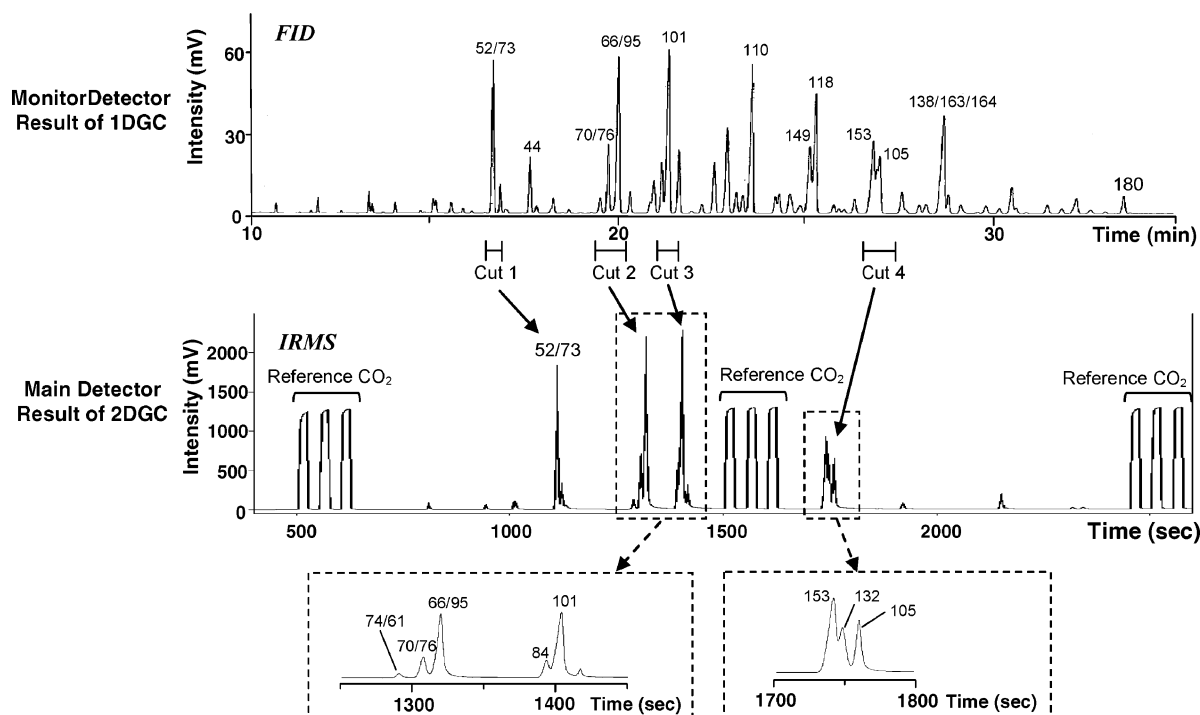 FID
MonitorDetector
Result of 1DGC
Intensity (mV)
60
30
0
52/73
44
70/76
66/95
101
110
149
118
153
105
138/163/164
180
10
20
30
Time (min)
Cut 1
Cut 2
Cut 3
Cut 4
IRMS
Main Detector
Result of 2DGC
Intensity (mV)
2000
1500
1000
500
0
Reference CO2
52/73
Reference CO2
Reference CO2
500
1000
1500
2000
Time (sec)
74/61
70/76
66/95
84
101
1300
1400
Time (sec)
153
132
105
1700
1800
Time (sec)